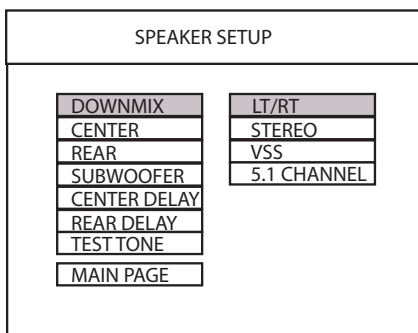 SPEAKER SETUP
DOWNMIX
CENTER
REAR
SUBWOOFER
CENTER DELAY
REAR DELAY
TEST TONE
MAIN PAGE
LT/RT
STEREO
VSS
5.1 CHANNEL